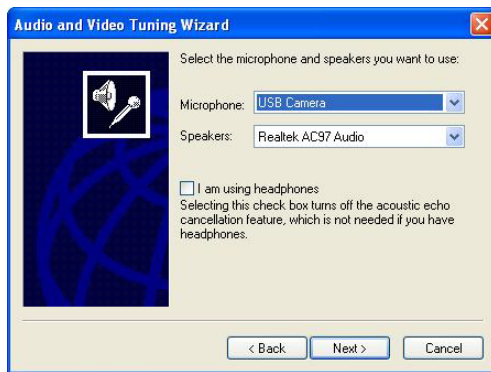 Audio and Video Tuning Wizard
Select the microphone and speakers you want to use:
Microphone: USB Camera
Speakers: Realtek AC97 Audio
I am using headphones
Selecting this check box turns off the acoustic echo
cancellation feature, which is not needed if you have
headphones.
< Back Next > Cancel